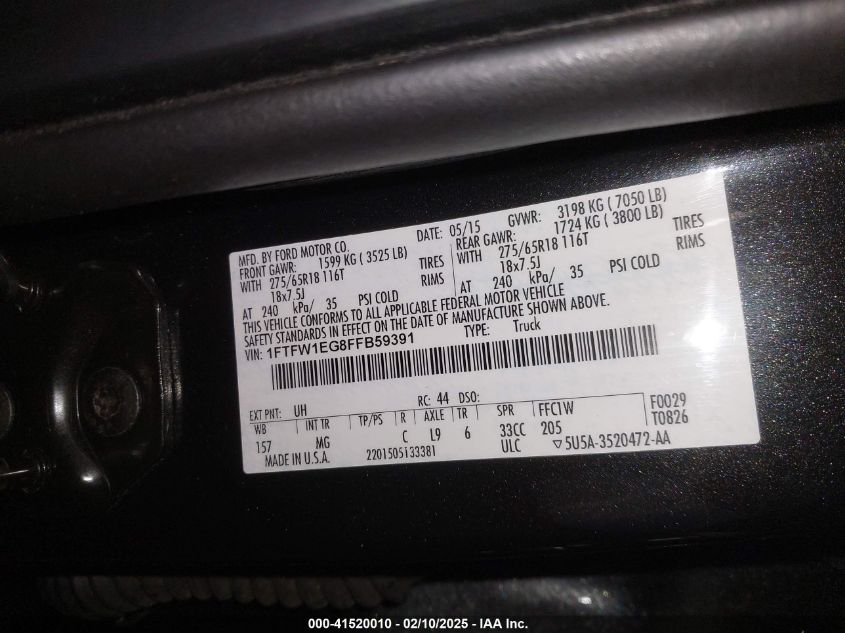 MFD. BY FORD MOTOR CO. DATE: 05/15 GVWR: 3198 KG ( 7050 LB)
FRONT GAWR: 1599 KG ( 3525 LB) REAR GAWR: 1724 KG ( 3800 LB)
WITH 275/65R18 116T TIRES WITH 275/65R18 116T TIRES
18x7.5J RIMS 18x7.5J RIMS
AT 240 kPa/ 35 PSI COLD AT 240 kPa/ 35 PSI COLD
THIS VEHICLE CONFORMS TO ALL APPLICABLE FEDERAL MOTOR VEHICLE
SAFETY STANDARDS IN EFFECT ON THE DATE OF MANUFACTURE SHOWN ABOVE.
VIN: 1FTFW1EG8FFB59391 TYPE: Truck
EXT PNT: UH RC: 44 DSO: F0029
WB INT TR TP/PS R AXLE TR SPR FFC1W T0826
157 MG C L9 6 33CC 205
MADE IN U.S.A. 2201505133381 ULC ▽5U5A-3520472-AA
000-41520010 - 02/10/2025 - IAA Inc.